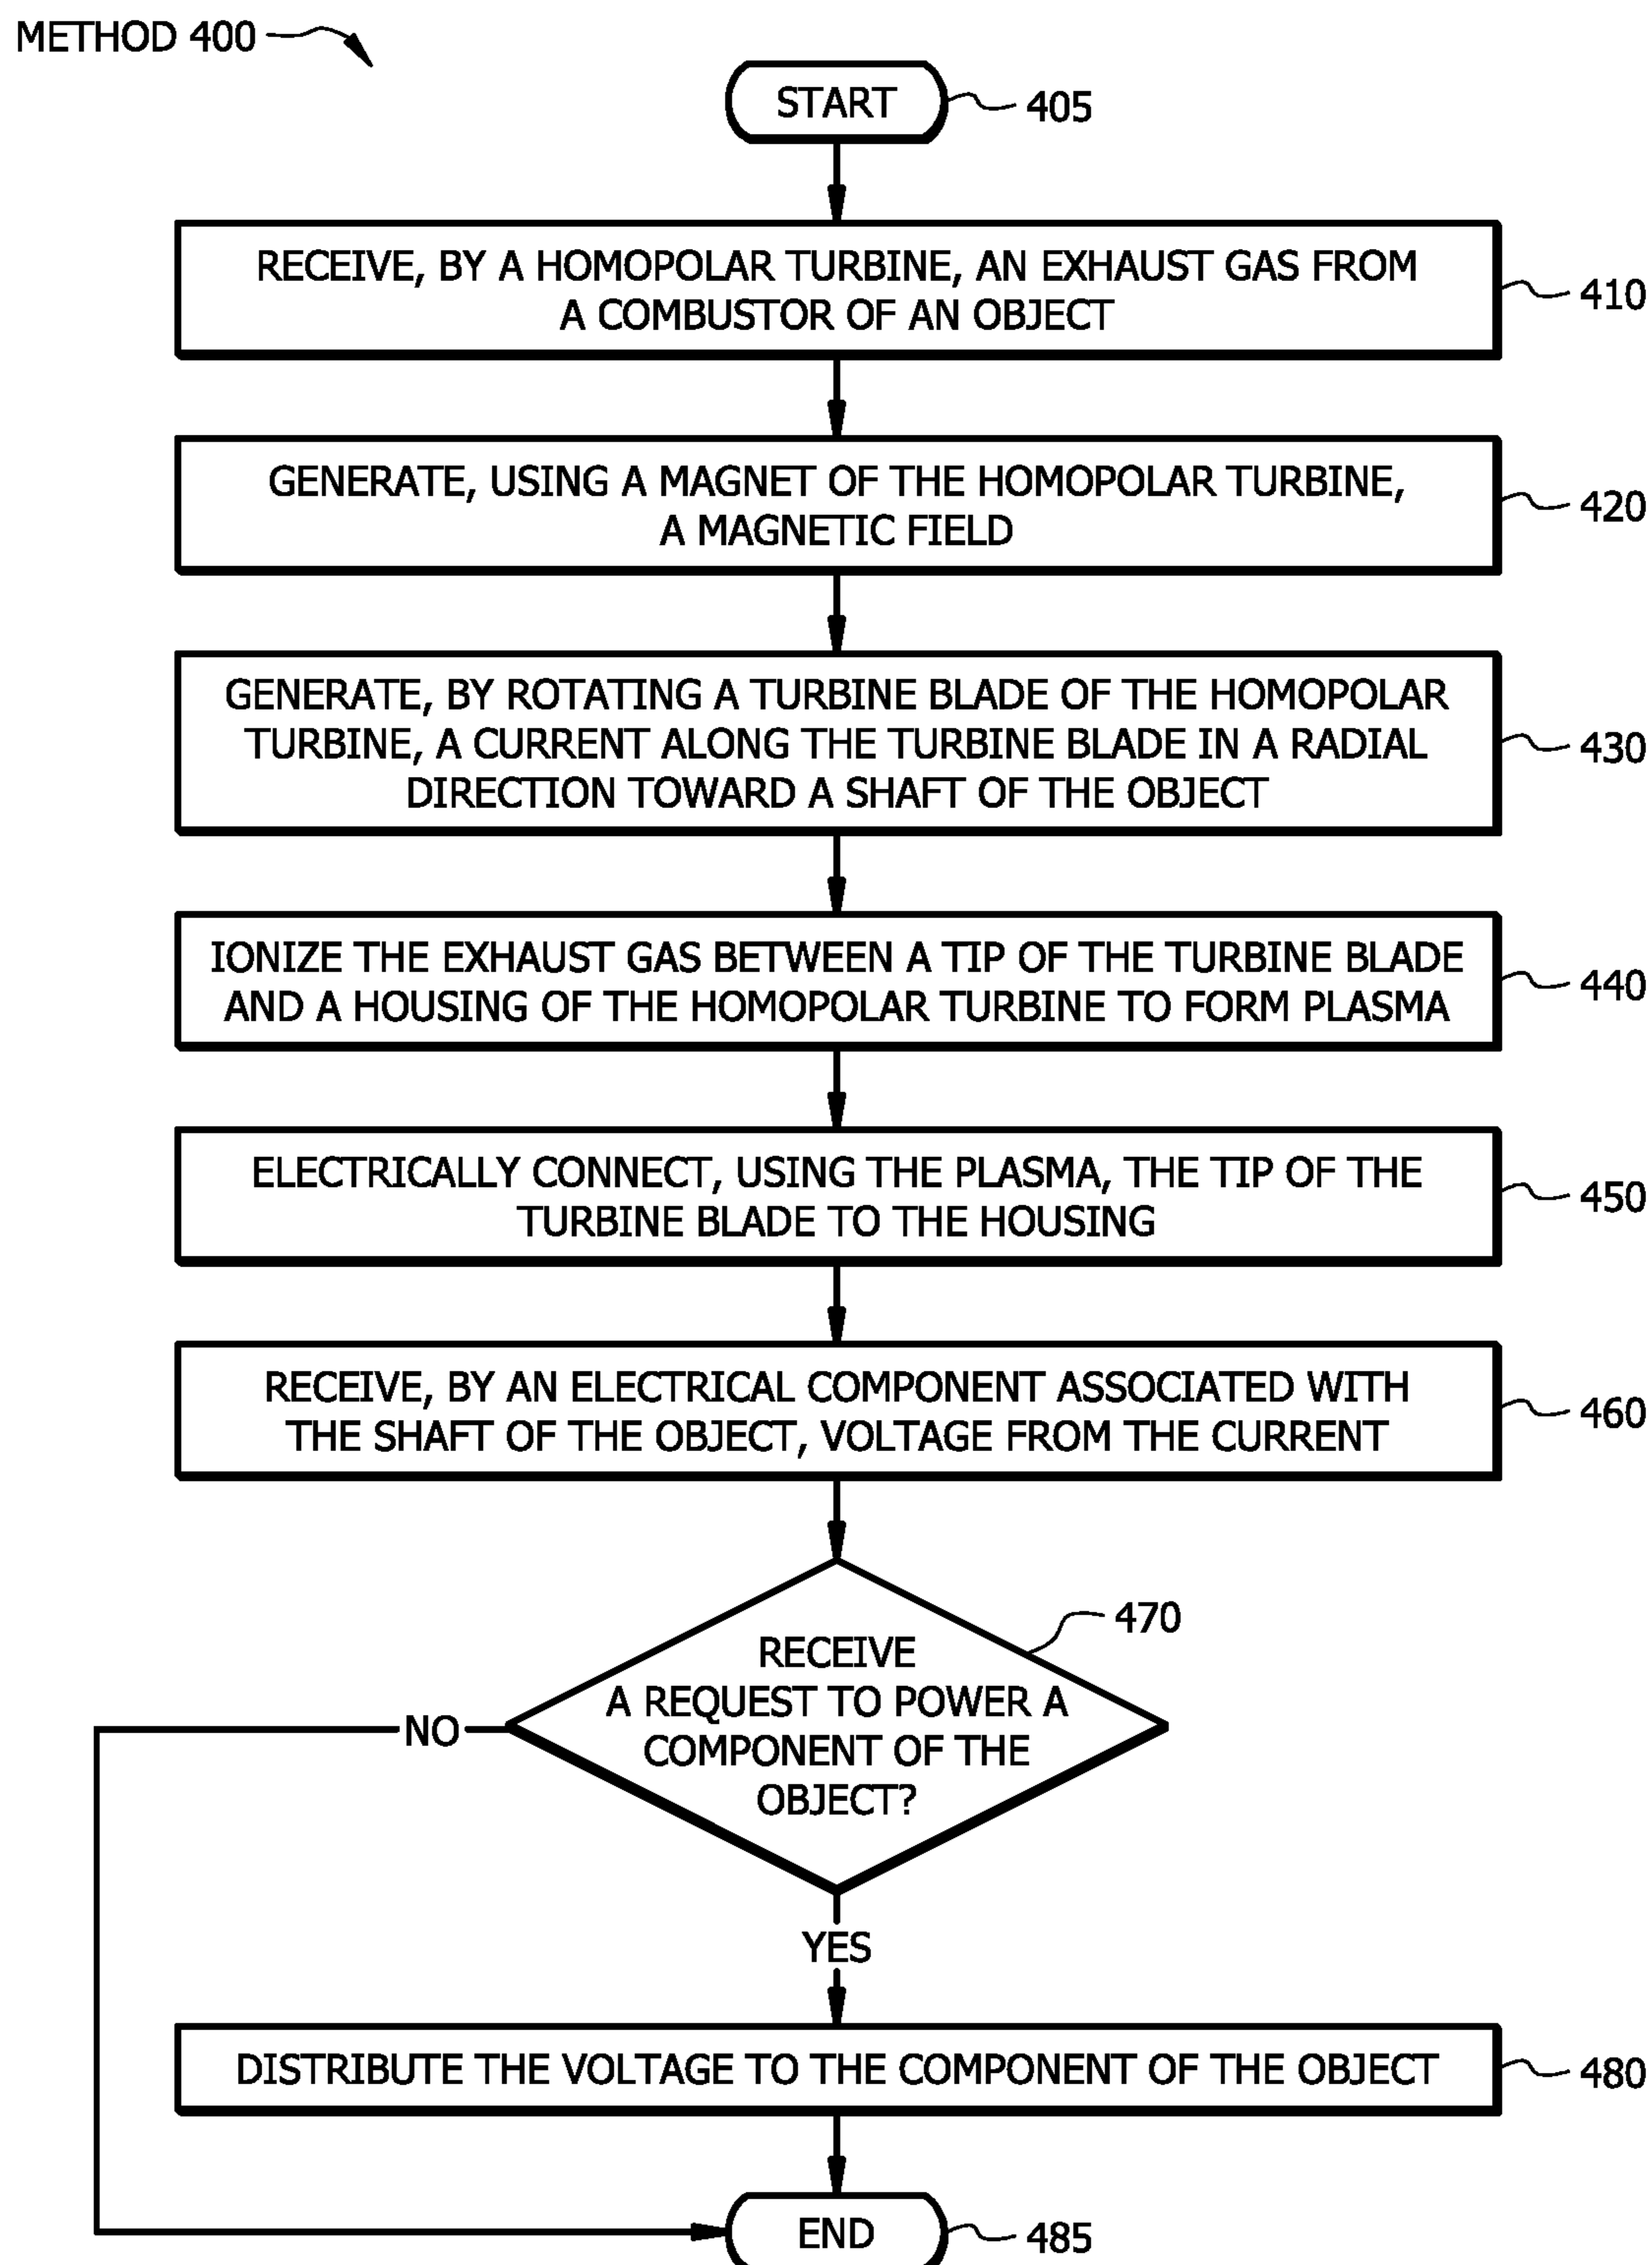 METHOD 400
START
405
RECEIVE, BY A HOMOPOLAR TURBINE, AN EXHAUST GAS FROM
A COMBUSTOR OF AN OBJECT
410
GENERATE, USING A MAGNET OF THE HOMOPOLAR TURBINE,
A MAGNETIC FIELD
420
GENERATE, BY ROTATING A TURBINE BLADE OF THE HOMOPOLAR
TURBINE, A CURRENT ALONG THE TURBINE BLADE IN A RADIAL
DIRECTION TOWARD A SHAFT OF THE OBJECT
430
IONIZE THE EXHAUST GAS BETWEEN A TIP OF THE TURBINE BLADE
AND A HOUSING OF THE HOMOPOLAR TURBINE TO FORM PLASMA
440
ELECTRICALLY CONNECT, USING THE PLASMA, THE TIP OF THE
TURBINE BLADE TO THE HOUSING
450
RECEIVE, BY AN ELECTRICAL COMPONENT ASSOCIATED WITH
THE SHAFT OF THE OBJECT, VOLTAGE FROM THE CURRENT
460
RECEIVE
A REQUEST TO POWER A
COMPONENT OF THE
OBJECT?
470
NO
YES
DISTRIBUTE THE VOLTAGE TO THE COMPONENT OF THE OBJECT
480
END
485